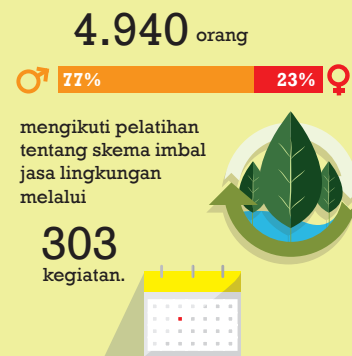 4.940 orang
77% 23%
mengikuti pelatihan
tentang skema imbal
jasa lingkungan
melalui
303
kegiatan.